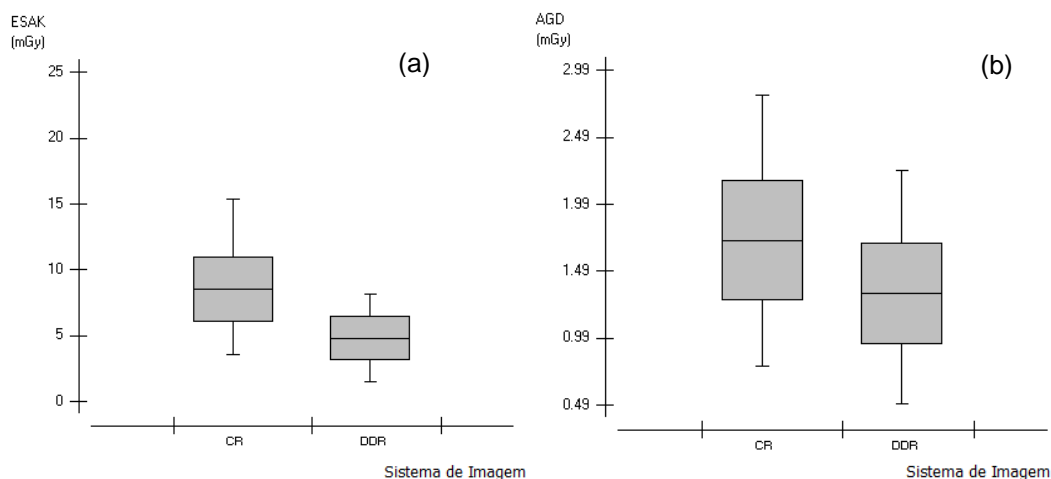 ESAK
(mGy)
(a)
25
20
15
10
5
0
CR DDR
Sistema de Imagem
AGD
(mGy)
(b)
2.99
2.49
1.99
1.49
0.99
0.49
CR DDR
Sistema de Imagem